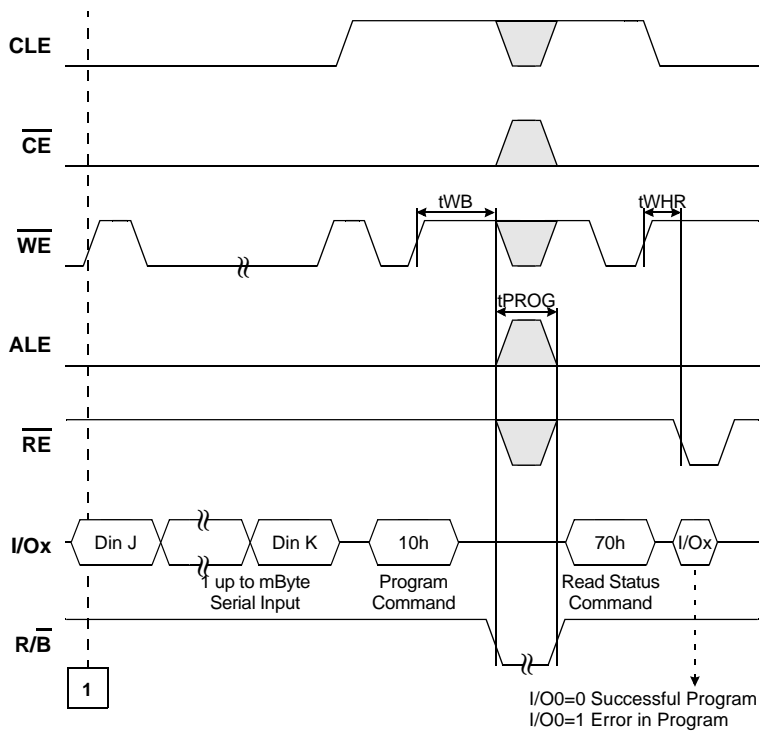 CLE
CE
tWB
tWHR
WE
tPROG
ALE
RE
I/Ox
Din J
Din K
10h
70h
I/Ox
1 up to mByte
Serial Input
Program
Command
Read Status
Command
R/B
1
I/O0=0 Successful Program
I/O0=1 Error in Program